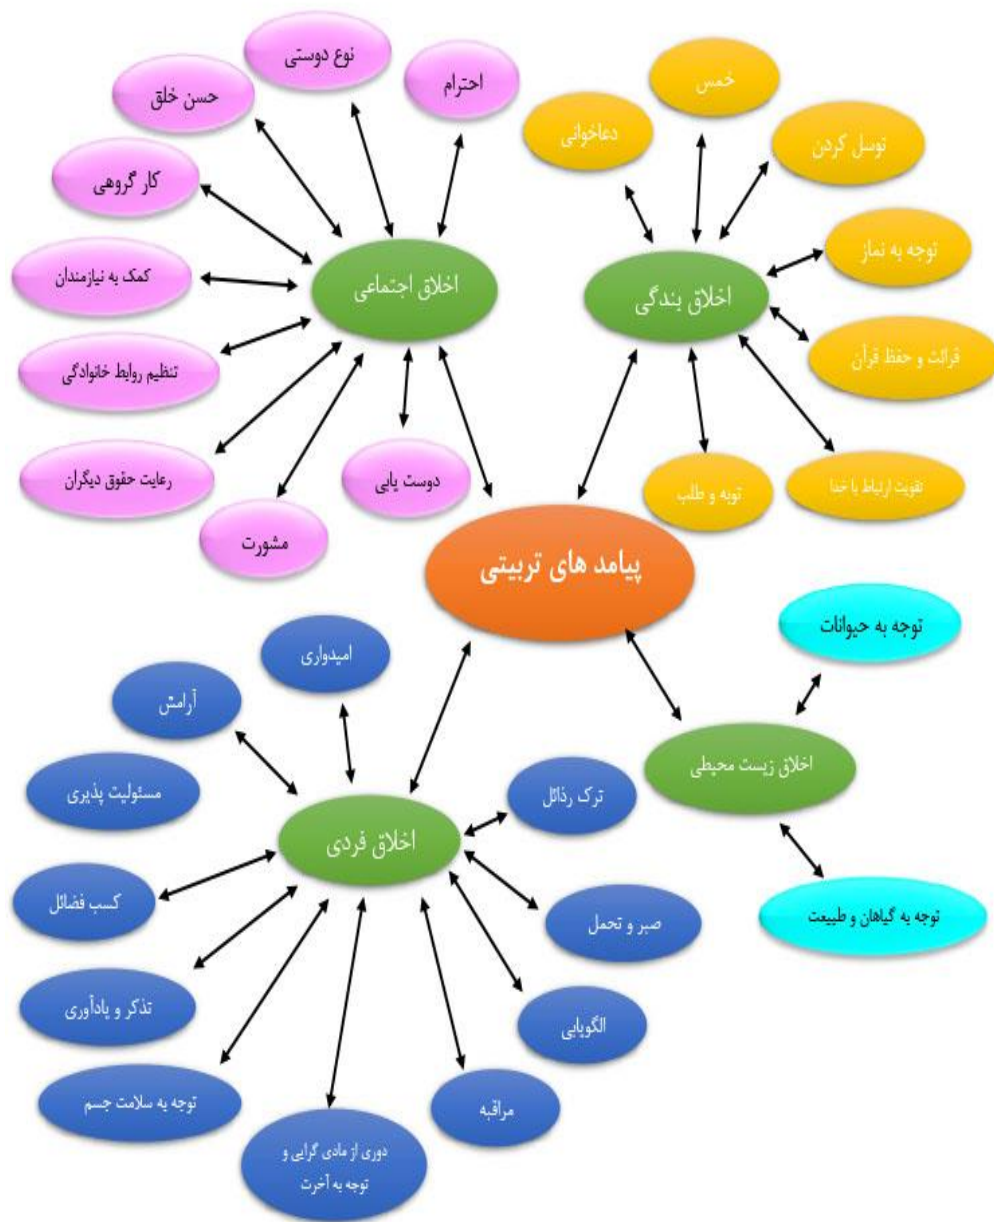 نوع دوستی
احترام
حسن خلق
کار گروهی
کمک به نیازمندان
تنظیم روابط خانوادگی
رعایت حقوق دیگران
مشورت
دوست یابی
اخلاق اجتماعی
خمس
دعاخوانی
توسل کردن
توجه به نماز
قرائت و حفظ قرآن
تقویت ارتباط با خدا
توبه و طلب
اخلاق بندگی
پیامد های تربیتی
توجه به حیوانات
اخلاق زیست محیطی
توجه به گیاهان و طبیعت
امیدواری
آرامش
مسئولیت پذیری
اخلاق فردی
ترک رذائل
کسب فضائل
صبر و تحمل
تذکر و یادآوری
الگویابی
توجه به سلامت جسم
مراقبه
دوری از مادی گرایی و
توجه به آخرت